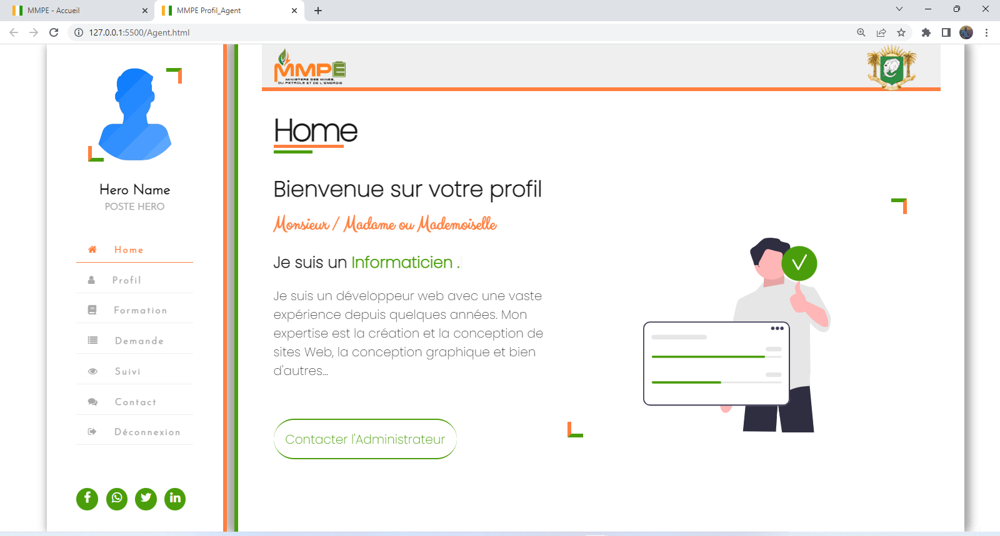 MMPE - Accueil
MMPE Profil_Agent
127.0.0.1:5500/Agent.html
MMPE
MINISTERE DES MINES,
DU PETROLE ET DE L'ENERGIE
Hero Name
POSTE HERO
Home
Profil
Formation
Demande
Suivi
Contact
Déconnexion
Home
Bienvenue sur votre profil
Monsieur / Madame ou Mademoiselle
Je suis un Informaticien .
Je suis un développeur web avec une vaste
expérience depuis quelques années. Mon
expertise est la création et la conception de
sites Web, la conception graphique et bien
d'autres...
Contacter l'Administrateur